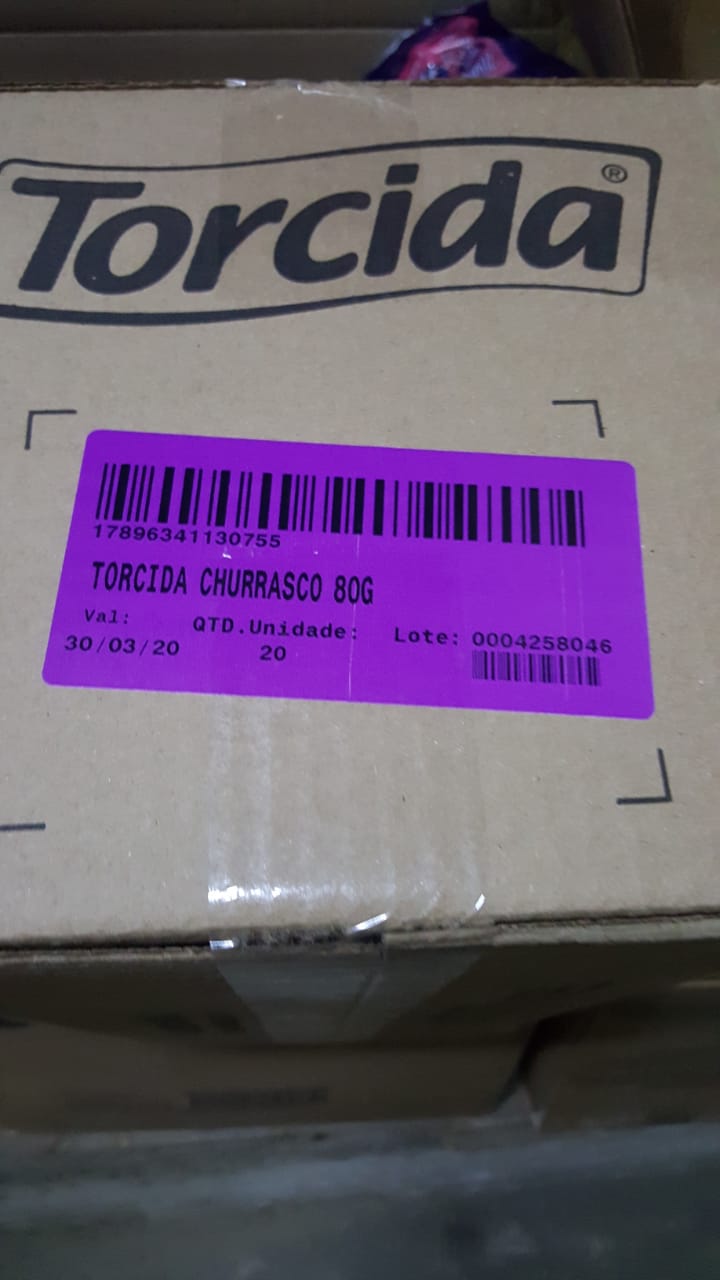 Torcida®
17896341130755
TORCIDA CHURRASCO 80G
Val: QTD.Unidade: Lote: 0004258046
30/03/20 20